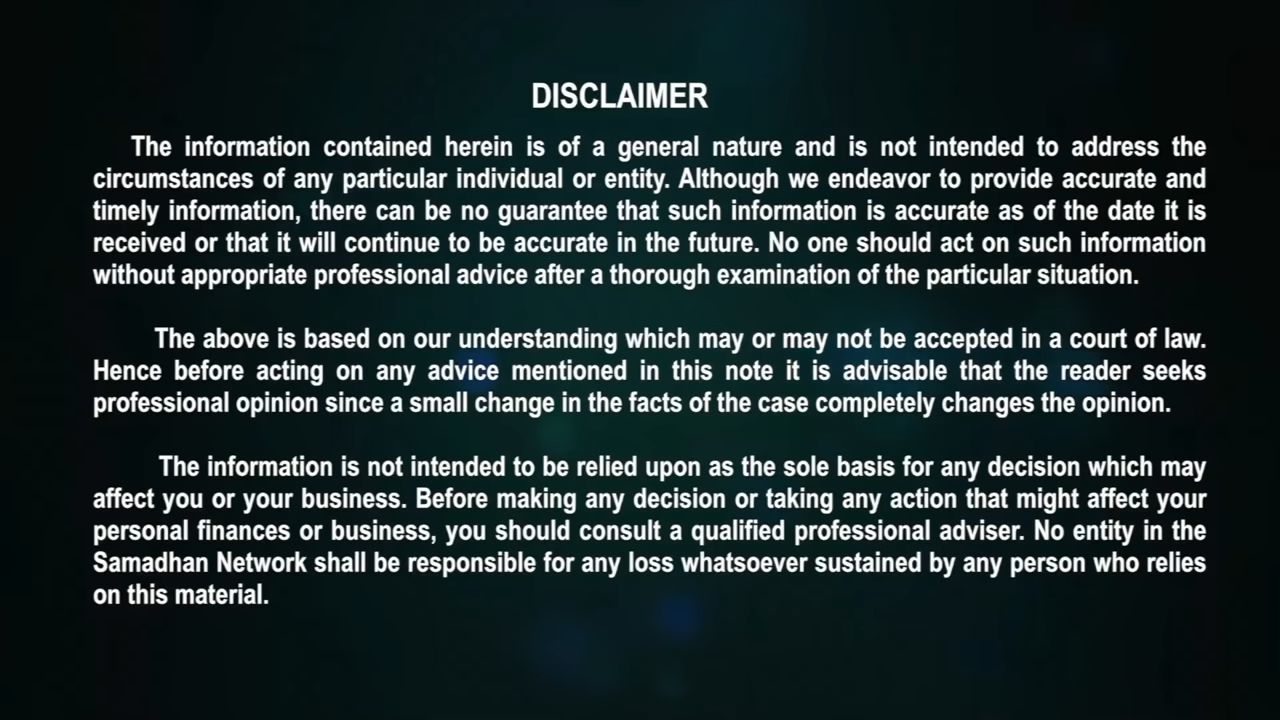 DISCLAIMER
The information contained herein is of a general nature and is not intended to address the
circumstances of any particular individual or entity. Although we endeavor to provide accurate and
timely information, there can be no guarantee that such information is accurate as of the date it is
received or that it will continue to be accurate in the future. No one should act on such information
without appropriate professional advice after a thorough examination of the particular situation.
The above is based on our understanding which may or may not be accepted in a court of law.
Hence before acting on any advice mentioned in this note it is advisable that the reader seeks
professional opinion since a small change in the facts of the case completely changes the opinion.
The information is not intended to be relied upon as the sole basis for any decision which may
affect you or your business. Before making any decision or taking any action that might affect your
personal finances or business, you should consult a qualified professional adviser. No entity in the
Samadhan Network shall be responsible for any loss whatsoever sustained by any person who relies
on this material.